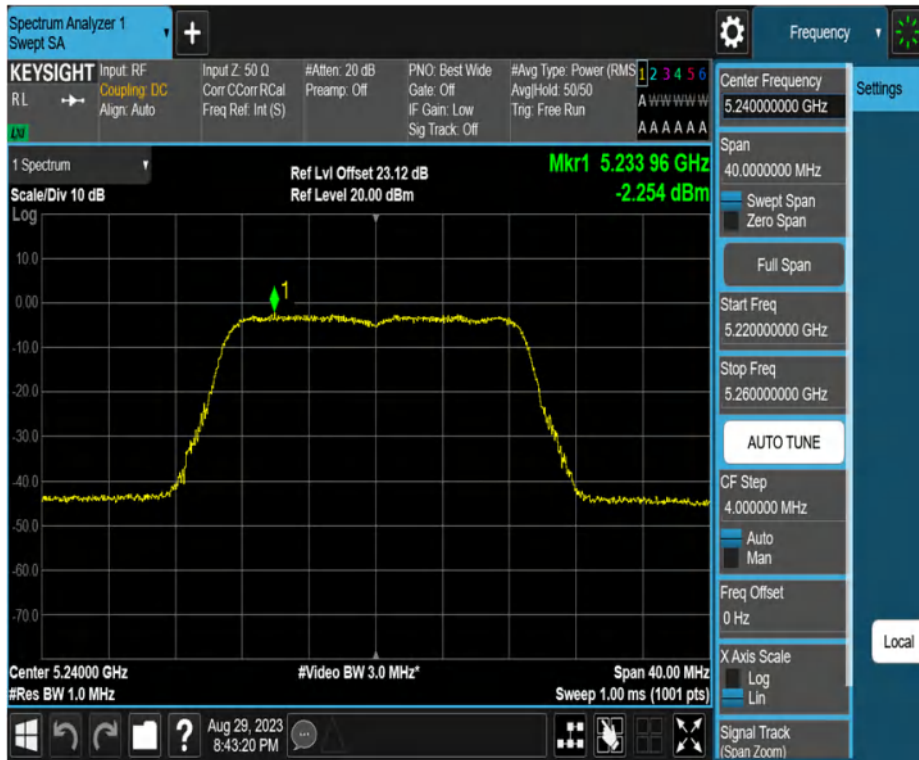 Spectrum Analyzer 1
Swept SA
Frequency
KEYSIGHT
RL
LXI
Input: RF
Coupling: DC
Align: Auto
Input Z: 50 Ω
Corr CCorr RCal
Freq Ref: Int (S)
#Atten: 20 dB
Preamp: Off
PNO: Best Wide
Gate: Off
IF Gain: Low
Sig Track: Off
#Avg Type: Power (RMS
Avg|Hold: 50/50
Trig: Free Run
1 2 3 4 5 6
A W W W W W
A A A A A A
1 Spectrum
Scale/Div 10 dB
Log
Ref Lvl Offset 23.12 dB
Ref Level 20.00 dBm
Mkr1 5.233 96 GHz
-2.254 dBm
10.0
0.00
-10.0
-20.0
-30.0
-40.0
-50.0
-60.0
-70.0
1
Center 5.24000 GHz
#Res BW 1.0 MHz
#Video BW 3.0 MHz*
Span 40.00 MHz
Sweep 1.00 ms (1001 pts)
?
Aug 29, 2023
8:43:20 PM
Center Frequency
5.240000000 GHz
Span
40.0000000 MHz
Swept Span
Zero Span
Full Span
Start Freq
5.220000000 GHz
Stop Freq
5.260000000 GHz
AUTO TUNE
CF Step
4.000000 MHz
Auto
Man
Freq Offset
0 Hz
X Axis Scale
Log
Lin
Signal Track
(Span Zoom)
Settings
Local